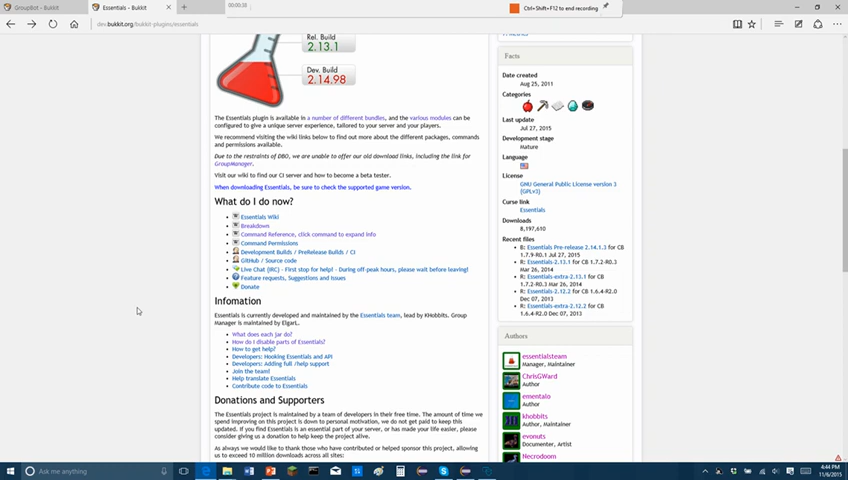 GroupBot - Bukkit
Essentials - Bukkit
00:00:38
Ctrl+Shift+F12 to end recording
dev.bukkit.org/bukkit-plugins/essentials
Rel. Build
2.13.1
Dev. Build
2.14.98
The Essentials plugin is available in a number of different bundles, and the various modules can
be configured to give a unique server experience, tailored to your server and your players.
We recommend visiting the wiki links below to find out more about the different packages, commands
and permissions available.
Due to the restraints of DBO, we are unable to offer our old download links, including the link for
GroupManager.
Visit our wiki to find our CI server and how to become a beta tester.
When downloading Essentials, be sure to check the supported game version.
What do I do now?
Essentials Wiki
Breakdown
Command Reference, click command to expand info
Command Permissions
Development Builds / PreRelease Builds / CI
GitHub / Source code
Live Chat (IRC) - First stop for help! - During off-peak hours, please wait before leaving!
Feature requests, Suggestions and Issues
Donate
Infomation
Essentials is currently developed and maintained by the Essentials team, lead by KHobbits. Group
Manager is maintained by ElgarL.
What does each jar do?
How do I disable parts of Essentials?
How to get help?
Developers: Hooking Essentials and API
Developers: Adding full /help support
Join the team!
Help translate Essentials
Contribute code to Essentials
Donations and Supporters
The Essentials project is maintained by a team of developers in their free time. The amount of time we
spend improving on this project is down to personal motivation, we do not get paid to keep this
updated. If you find Essentials is an essential part of your server, or has made your life easier, please
consider giving us a donation to help keep the project alive.
As always we would like to thank those who have contributed or helped sponsor this project, allowing
us to exceed 10 million downloads across all sites:
Facts
Date created
Aug 25, 2011
Categories
Last update
Jul 27, 2015
Development stage
Mature
Language
License
GNU General Public License version 3
(GPLv3)
Curse link
Essentials
Downloads
8,197,610
Recent files
B: Essentials Pre-release 2.14.1.3 for CB
1.7.9-R0.1 Jul 27, 2015
R: Essentials-2.13.1 for CB 1.7.2-R0.3
Mar 26, 2014
R: Essentials-extra-2.13.1 for CB
1.7.2-R0.3 Mar 26, 2014
R: Essentials-2.12.2 for CB 1.6.4-R2.0
Dec 07, 2013
R: Essentials-extra-2.12.2 for CB
1.6.4-R2.0 Dec 07, 2013
Authors
essentialsteam
Manager, Maintainer
ChrisGWard
Author
ementalo
Author
khobbits
Author, Maintainer
evonuts
Documenter, Artist
Necrodoom
Ask me anything
4:44 PM
11/6/2015